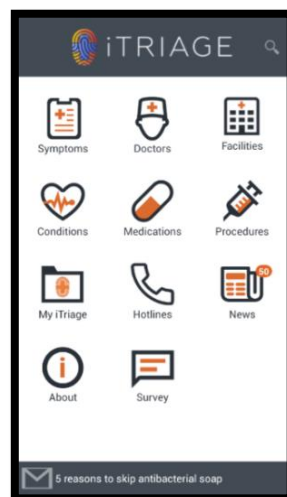 iTRIAGE
Symptoms Doctors Facilities
Conditions Medications Procedures
50
My iTriage Hotlines News
About Survey
5 reasons to skip antibacterial soap